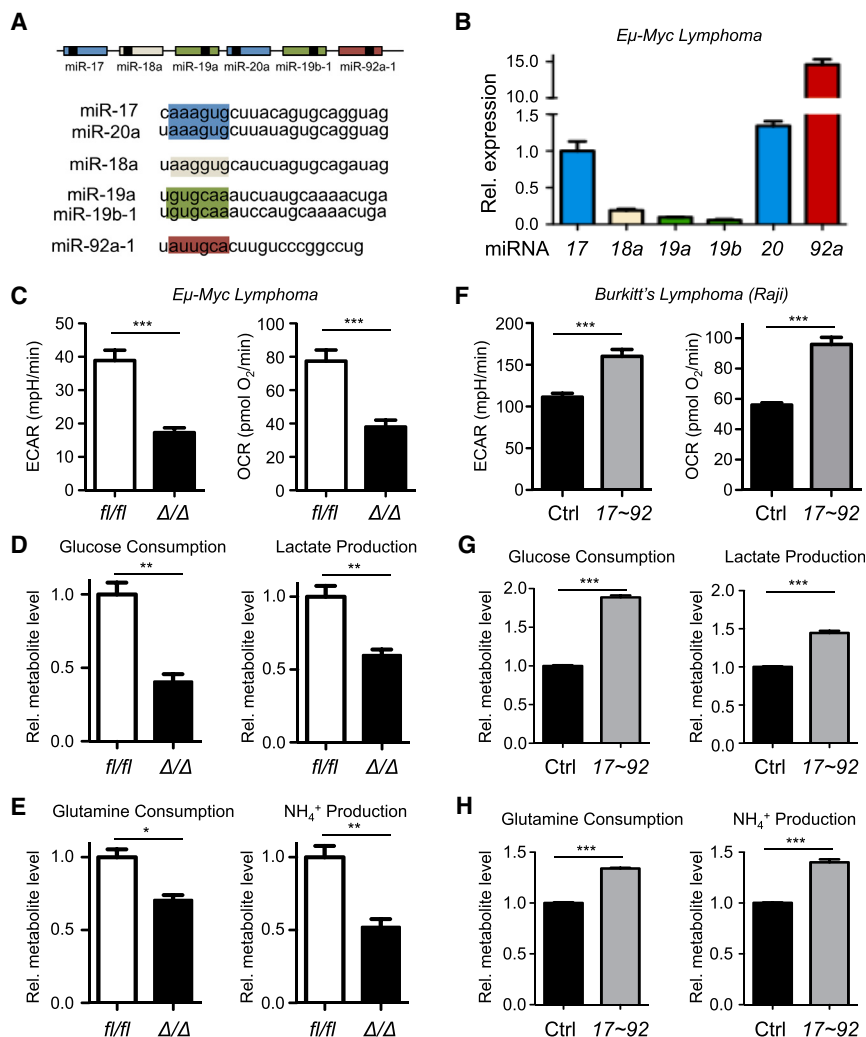 A
miR-17 miR-18a miR-19a miR-20a miR-19b-1 miR-92a-1
miR-17 caaagugcuuacagugcagguag
miR-20a uaaagugcuuauagugcagguag
miR-18a uaaggugcaucuagugcagauag
miR-19a ugugcaaaucuaugcaaaacuga
miR-19b-1 ugugcaaauccaugcaaaacuga
miR-92a-1 uauugcacuugucccggccug
B
Eµ-Myc Lymphoma
Rel. expression
15.0
10.0
1.5
1.0
0.5
0.0
miRNA 17 18a 19a 19b 20 92a
C
Eµ-Myc Lymphoma
ECAR (mpH/min)
50
40
30
20
10
0
***
fl/fl Δ/Δ
OCR (pmol O2/min)
100
80
60
40
20
0
***
fl/fl Δ/Δ
F
Burkitt's Lymphoma (Raji)
ECAR (mpH/min)
200
150
100
50
0
***
Ctrl 17~92
OCR (pmol O2/min)
100
80
60
40
20
0
***
Ctrl 17~92
D
Glucose Consumption
**
Rel. metabolite level
1.0
0.5
0.0
fl/fl Δ/Δ
Lactate Production
**
Rel. metabolite level
1.0
0.5
0.0
fl/fl Δ/Δ
G
Glucose Consumption
***
Rel. metabolite level
2.0
1.5
1.0
0.5
0.0
Ctrl 17~92
Lactate Production
***
Rel. metabolite level
2.0
1.5
1.0
0.5
0.0
Ctrl 17~92
E
Glutamine Consumption
*
Rel. metabolite level
1.0
0.5
0.0
fl/fl Δ/Δ
NH4+ Production
**
Rel. metabolite level
1.0
0.5
0.0
fl/fl Δ/Δ
H
Glutamine Consumption
***
Rel. metabolite level
1.5
1.0
0.5
0.0
Ctrl 17~92
NH4+ Production
***
Rel. metabolite level
1.5
1.0
0.5
0.0
Ctrl 17~92